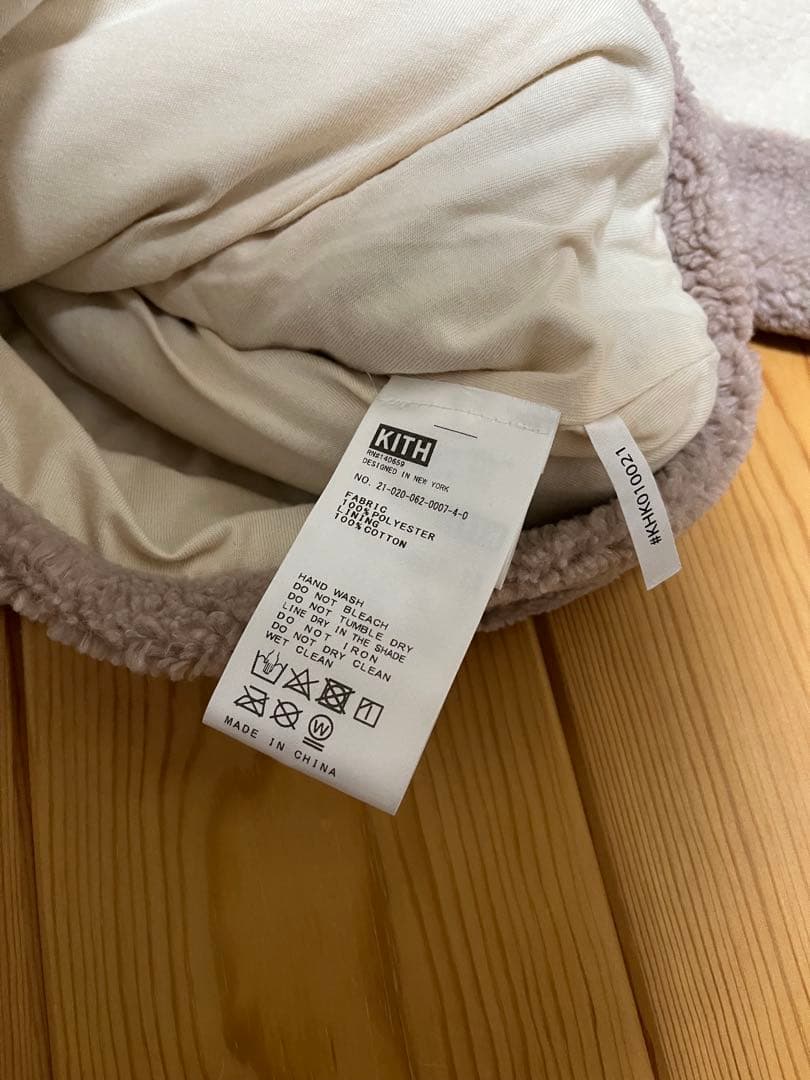 KITH
RN#140659
DESIGNED IN NEW YORK
NO. 21-020-062-0007-4-0
FABRIC
100%POLYESTER
LINING
100%COTTON
HAND WASH
DO NOT BLEACH
DO NOT TUMBLE DRY
LINE DRY IN THE SHADE
DO NOT IRON
DO NOT DRY CLEAN
WET CLEAN
W
MADE IN CHINA
#KHK010021